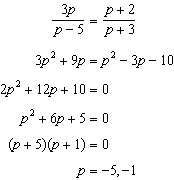 3p/(p − 5) = (p + 2)/(p + 3)
3p² + 9p = p² − 3p − 10
2p² + 12p + 10 = 0
p² + 6p + 5 = 0
(p + 5)(p + 1) = 0
p = −5, −1